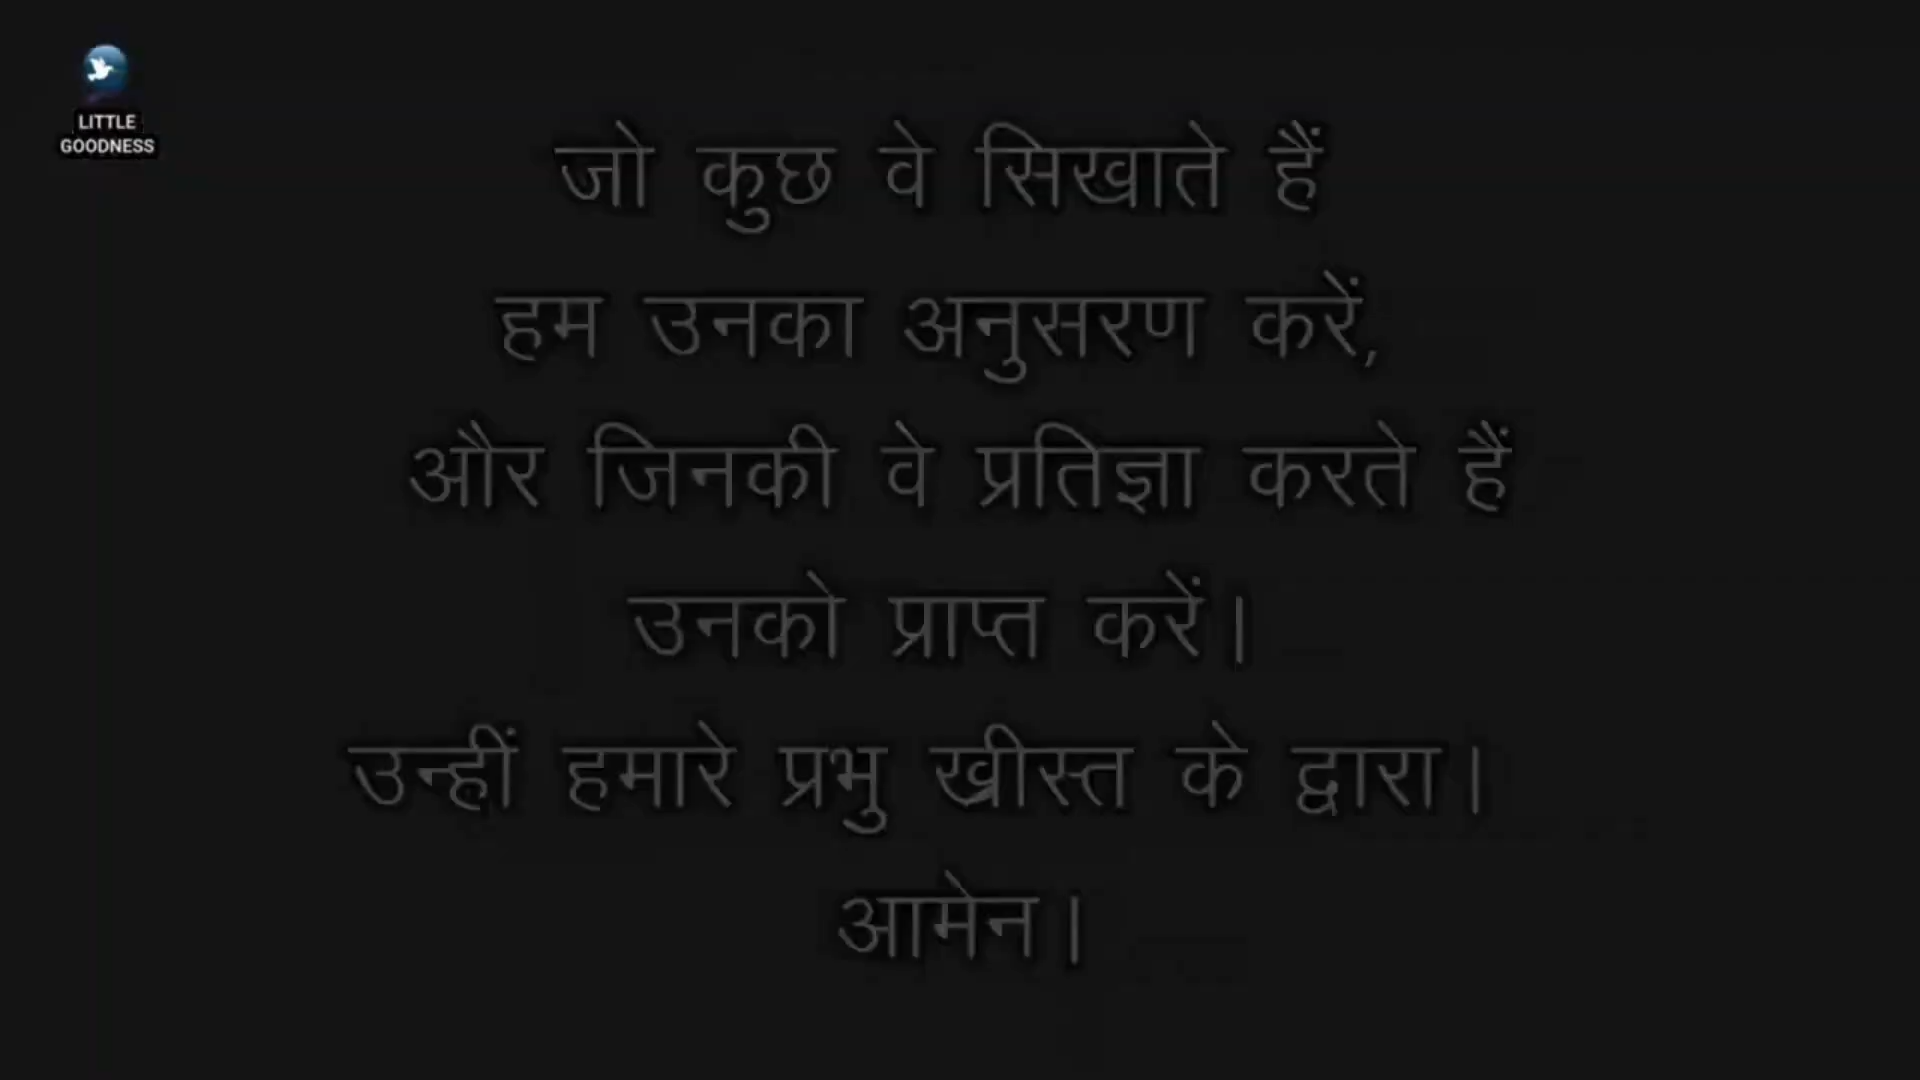 LITTLE
GOODNESS
जो कुछ वे सिखाते हैं
हम उनका अनुसरण करें,
और जिनकी वे प्रतिज्ञा करते हैं
उनको प्राप्त करें।
उन्हीं हमारे प्रभु ख्रीस्त के द्वारा।
आमेन।